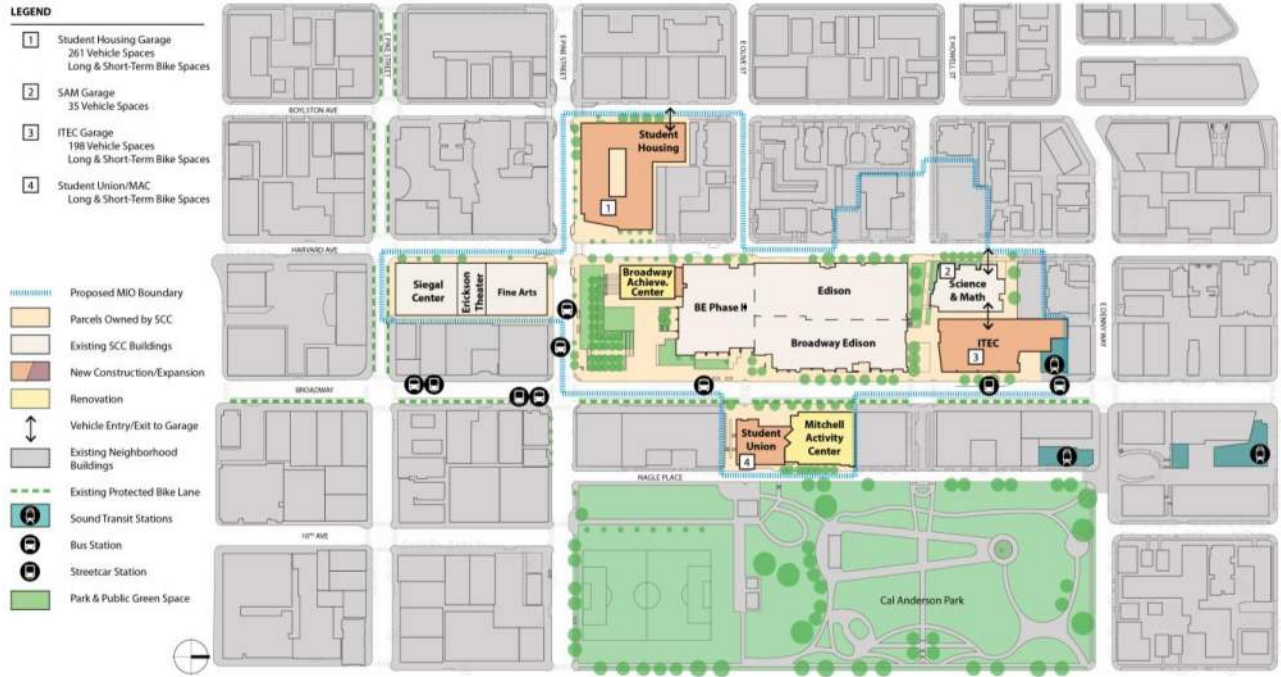 LEGEND
1
Student Housing Garage
261 Vehicle Spaces
Long & Short-Term Bike Spaces
2
SAM Garage
35 Vehicle Spaces
3
ITEC Garage
198 Vehicle Spaces
Long & Short-Term Bike Spaces
4
Student Union/MAC
Long & Short-Term Bike Spaces
Proposed MIO Boundary
Parcels Owned by SCC
Existing SCC Buildings
New Construction/Expansion
Renovation
Vehicle Entry/Exit to Garage
Existing Neighborhood
Buildings
Existing Protected Bike Lane
Sound Transit Stations
Bus Station
Streetcar Station
Park & Public Green Space
E PIKE STREET
E PINE STREET
E OLIVE ST
E HOWELL ST
BOYLSTON AVE
Student
Housing
1
HARVARD AVE
Siegal
Center
Erickson
Theater
Fine Arts
Broadway
Achieve.
Center
BE Phase II
Edison
Broadway Edison
2
Science
& Math
ITEC
3
E DENNY WAY
BROADWAY
Student
Union
4
Mitchell
Activity
Center
NAGLE PLACE
10TH AVE
Cal Anderson Park